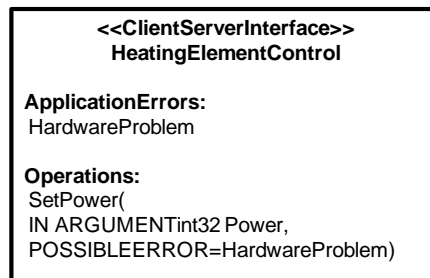 <<ClientServerInterface>>
HeatingElementControl
ApplicationErrors:
HardwareProblem
Operations:
SetPower(
IN ARGUMENTint32 Power,
POSSIBLEERROR=HardwareProblem)